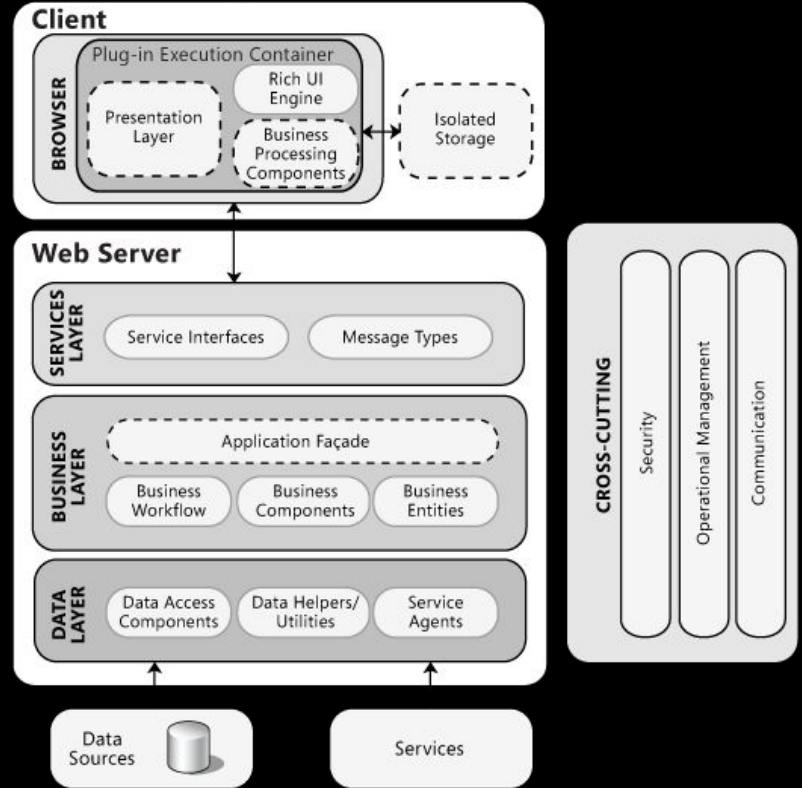 Client
BROWSER
Plug-in Execution Container
Presentation
Layer
Rich UI
Engine
Business
Processing
Components
Isolated
Storage
Web Server
SERVICES
LAYER
Service Interfaces
Message Types
BUSINESS
LAYER
Application Façade
Business
Workflow
Business
Components
Business
Entities
DATA
LAYER
Data Access
Components
Data Helpers/
Utilities
Service
Agents
Data
Sources
Services
CROSS-CUTTING
Security
Operational Management
Communication